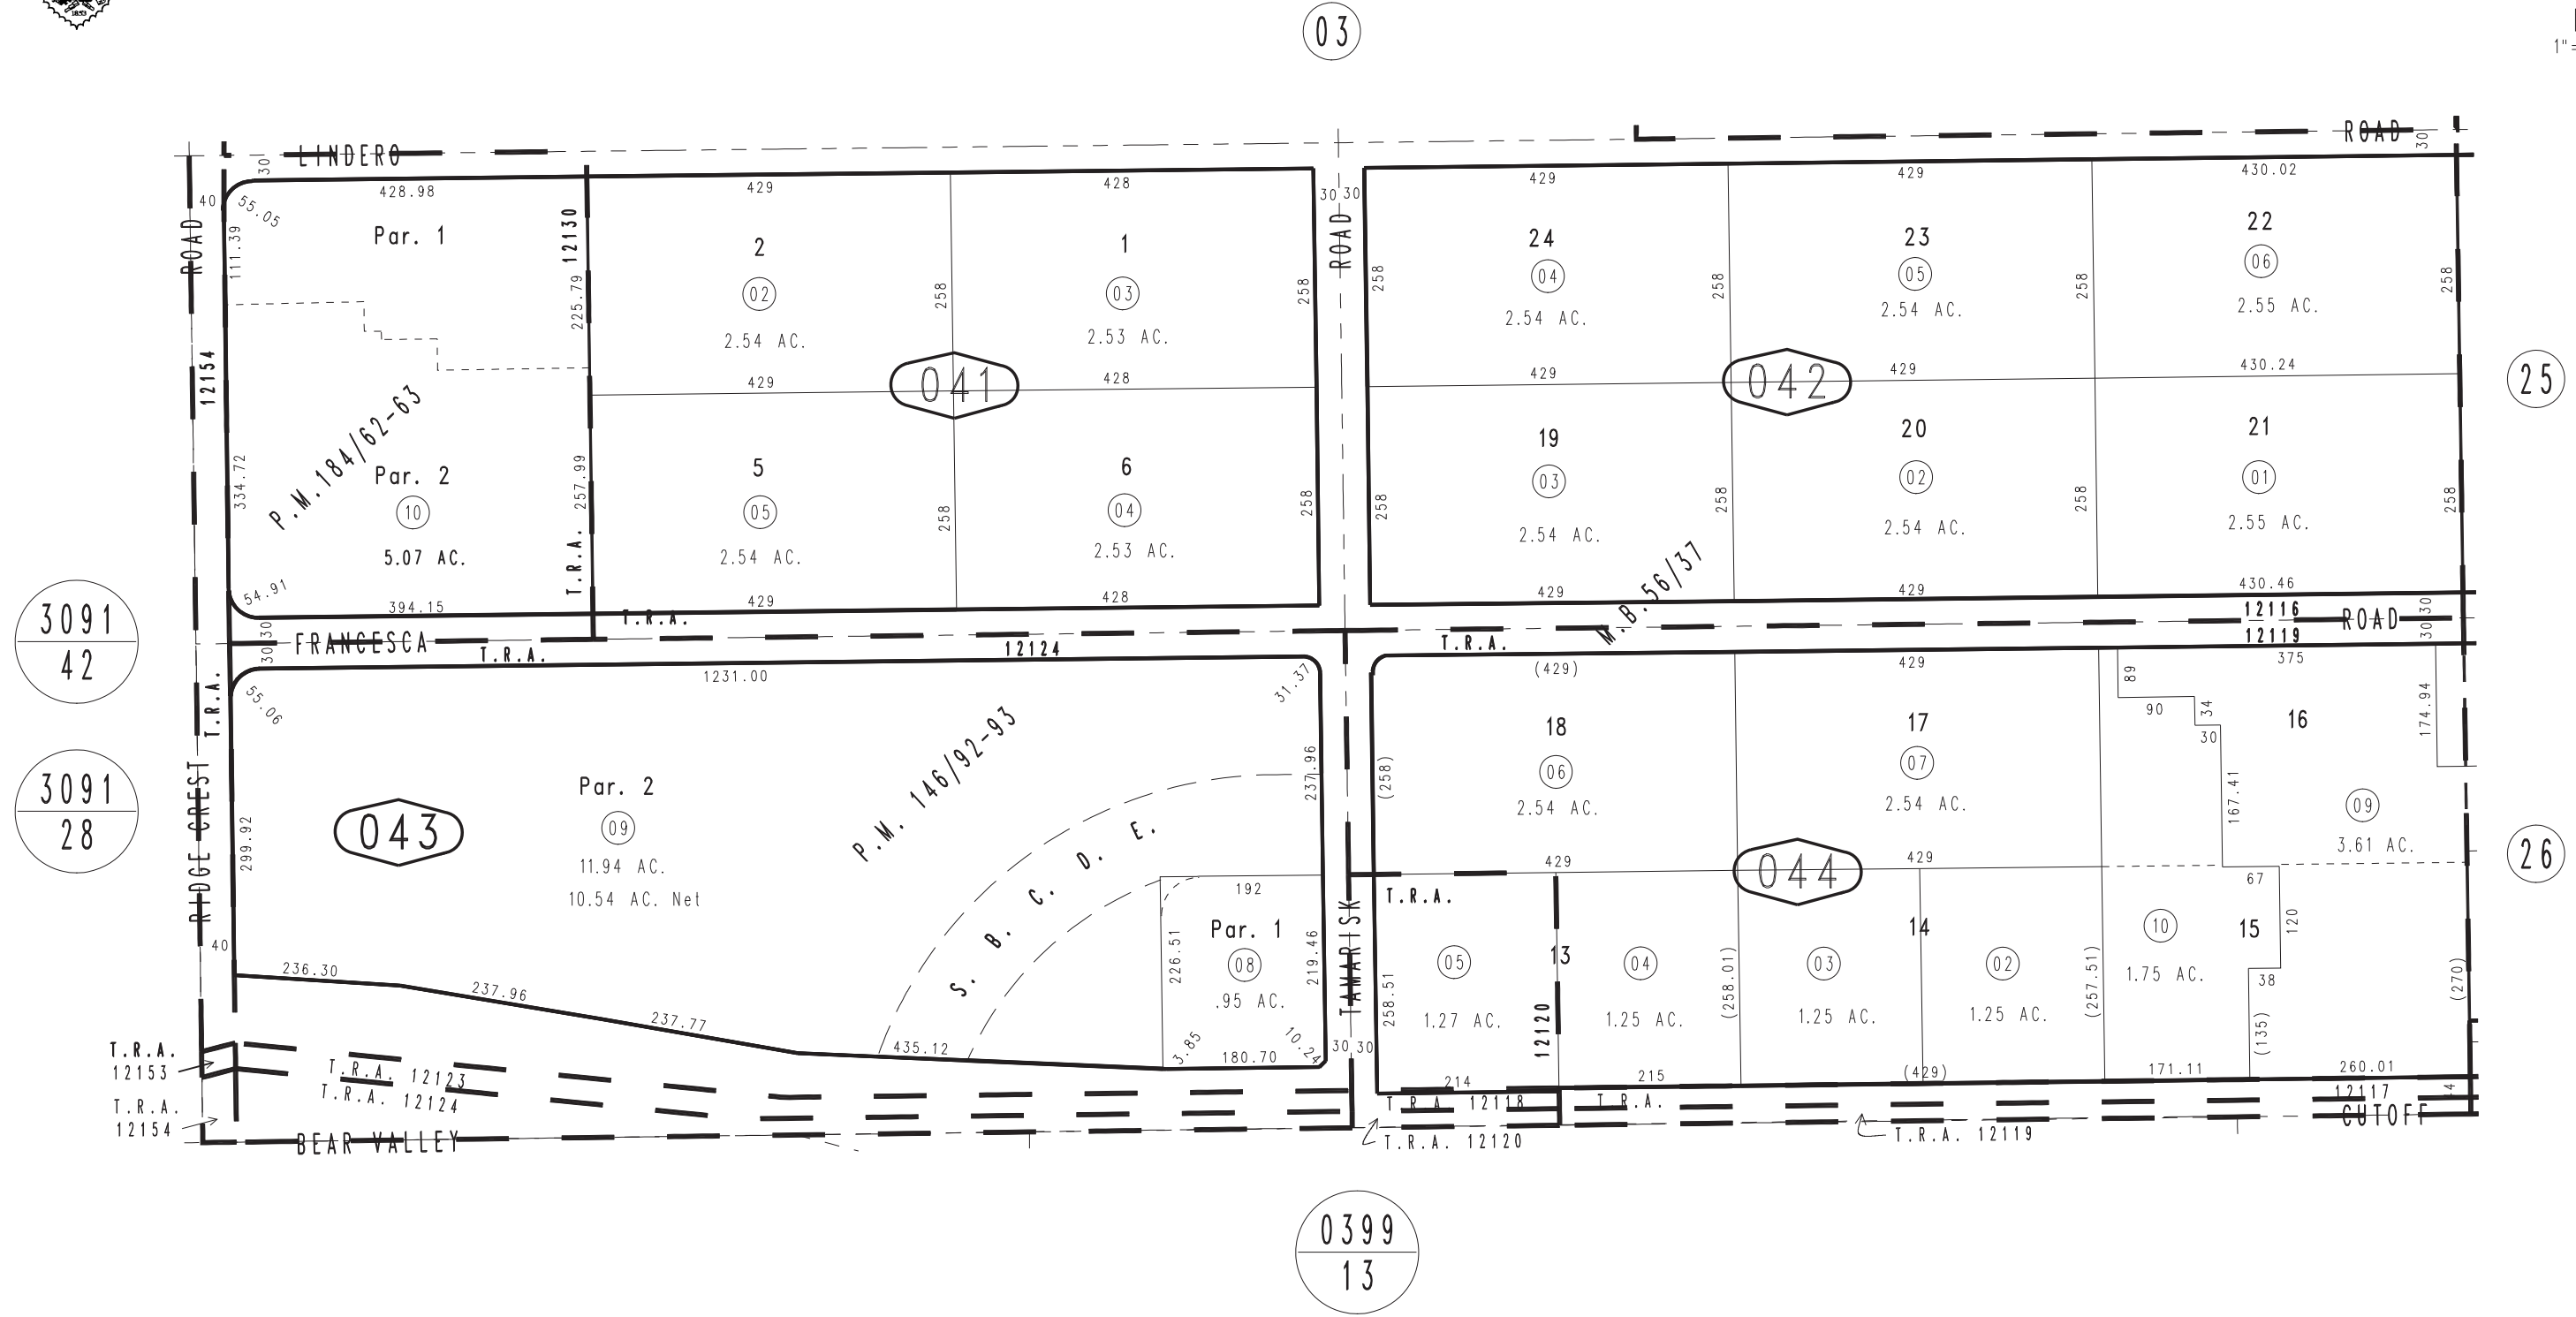 1853
03
1"=
LINDERO
ROAD
30
30
428.98
429
428
429
429
430.02
40
55.05
30 30
ROAD
111.39
Par. 1
12130
225.79
2
02
2.54 AC.
258
1
03
2.53 AC.
258
ROAD
258
24
04
2.54 AC.
258
23
05
2.54 AC.
258
22
06
2.55 AC.
258
12154
429
041
428
429
042
429
430.24
25
P.M.184/62-63
334.72
Par. 2
10
5.07 AC.
257.99
T.R.A.
5
05
2.54 AC.
258
6
04
2.53 AC.
258
258
19
03
2.54 AC.
258
20
02
2.54 AC.
258
21
01
2.55 AC.
258
M.B.56/37
54.91
394.15
429
428
429
429
430.46
3091
42
30
30
FRANCESCA
T.R.A.
T.R.A.
12124
T.R.A.
12116
12119
ROAD
30
30
1231.00
31.37
(429)
429
375
T.R.A.
55.06
89
90
34
30
16
174.94
3091
28
RIDGE CREST
299.92
043
Par. 2
09
11.94 AC.
10.54 AC. Net
P.M. 146/92-93
237.96
S. B. C. D. E.
(258)
18
06
2.54 AC.
17
07
2.54 AC.
167.41
09
3.61 AC.
26
429
044
429
67
192
T.R.A.
TAMARISK
40
226.51
Par. 1
08
.95 AC.
219.46
258.51
05
1.27 AC.
13
12120
04
1.25 AC.
(258.01)
03
1.25 AC.
14
02
1.25 AC.
(257.51)
10
1.75 AC.
15
120
38
(135)
(270)
236.30
237.96
237.77
435.12
3.85
180.70
10.24
30 30
214
215
(429)
171.11
260.01
T.R.A.
12153
T.R.A. 12123
T.R.A. 12124
T.R.A.
12154
T.R.A. 12118
T.R.A.
12117
BEAR VALLEY
CUTOFF
T.R.A. 12120
T.R.A. 12119
0399
13